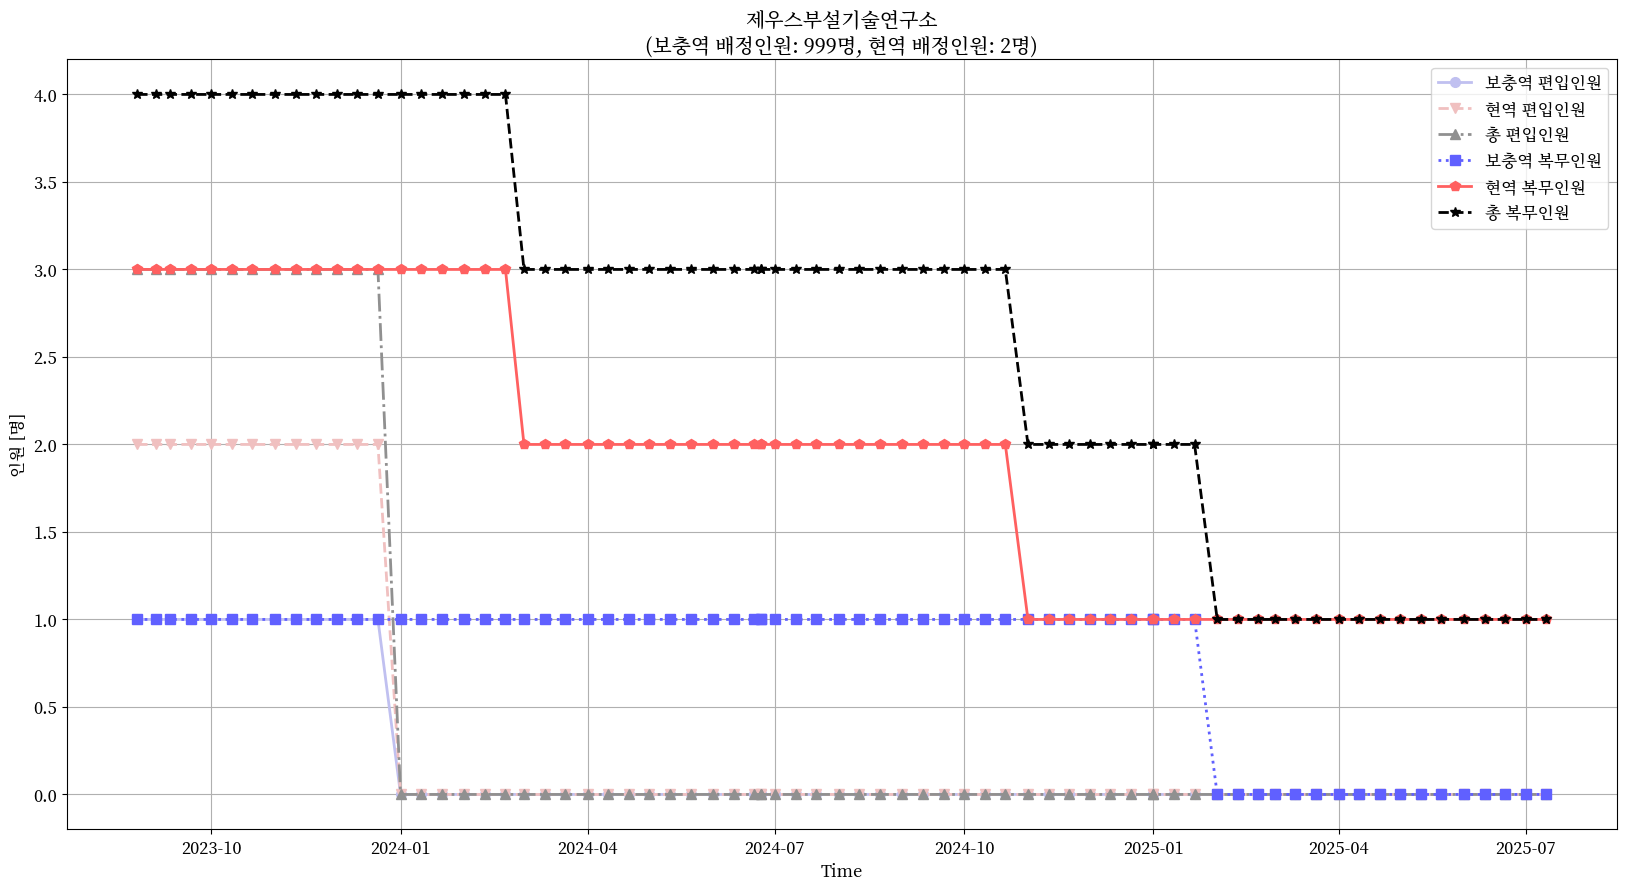 제우스부설기술연구소
(보충역 배정인원: 999명, 현역 배정인원: 2명)
보충역 편입인원
현역 편입인원
총 편입인원
보충역 복무인원
현역 복무인원
총 복무인원
인원 [명]
4.0
3.5
3.0
2.5
2.0
1.5
1.0
0.5
0.0
2023-10
2024-01
2024-04
2024-07
2024-10
2025-01
2025-04
2025-07
Time